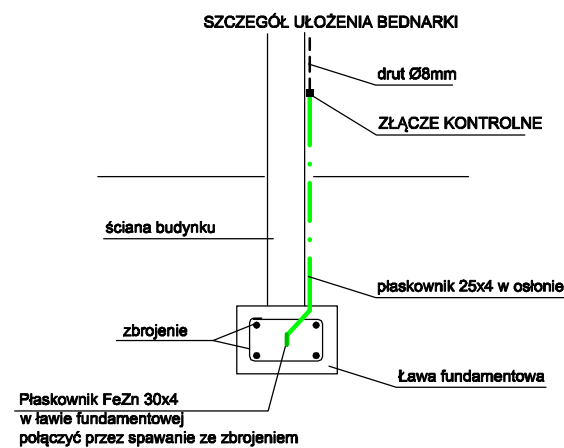 SZCZEGÓŁ UŁOŻENIA BEDNARKI
drut Ø8mm
ZŁĄCZE KONTROLNE
ściana budynku
płaskownik 25x4 w osłonie
zbrojenie
Ława fundamentowa
Płaskownik FeZn 30x4
w ławie fundamentowej
połączyć przez spawanie ze zbrojeniem